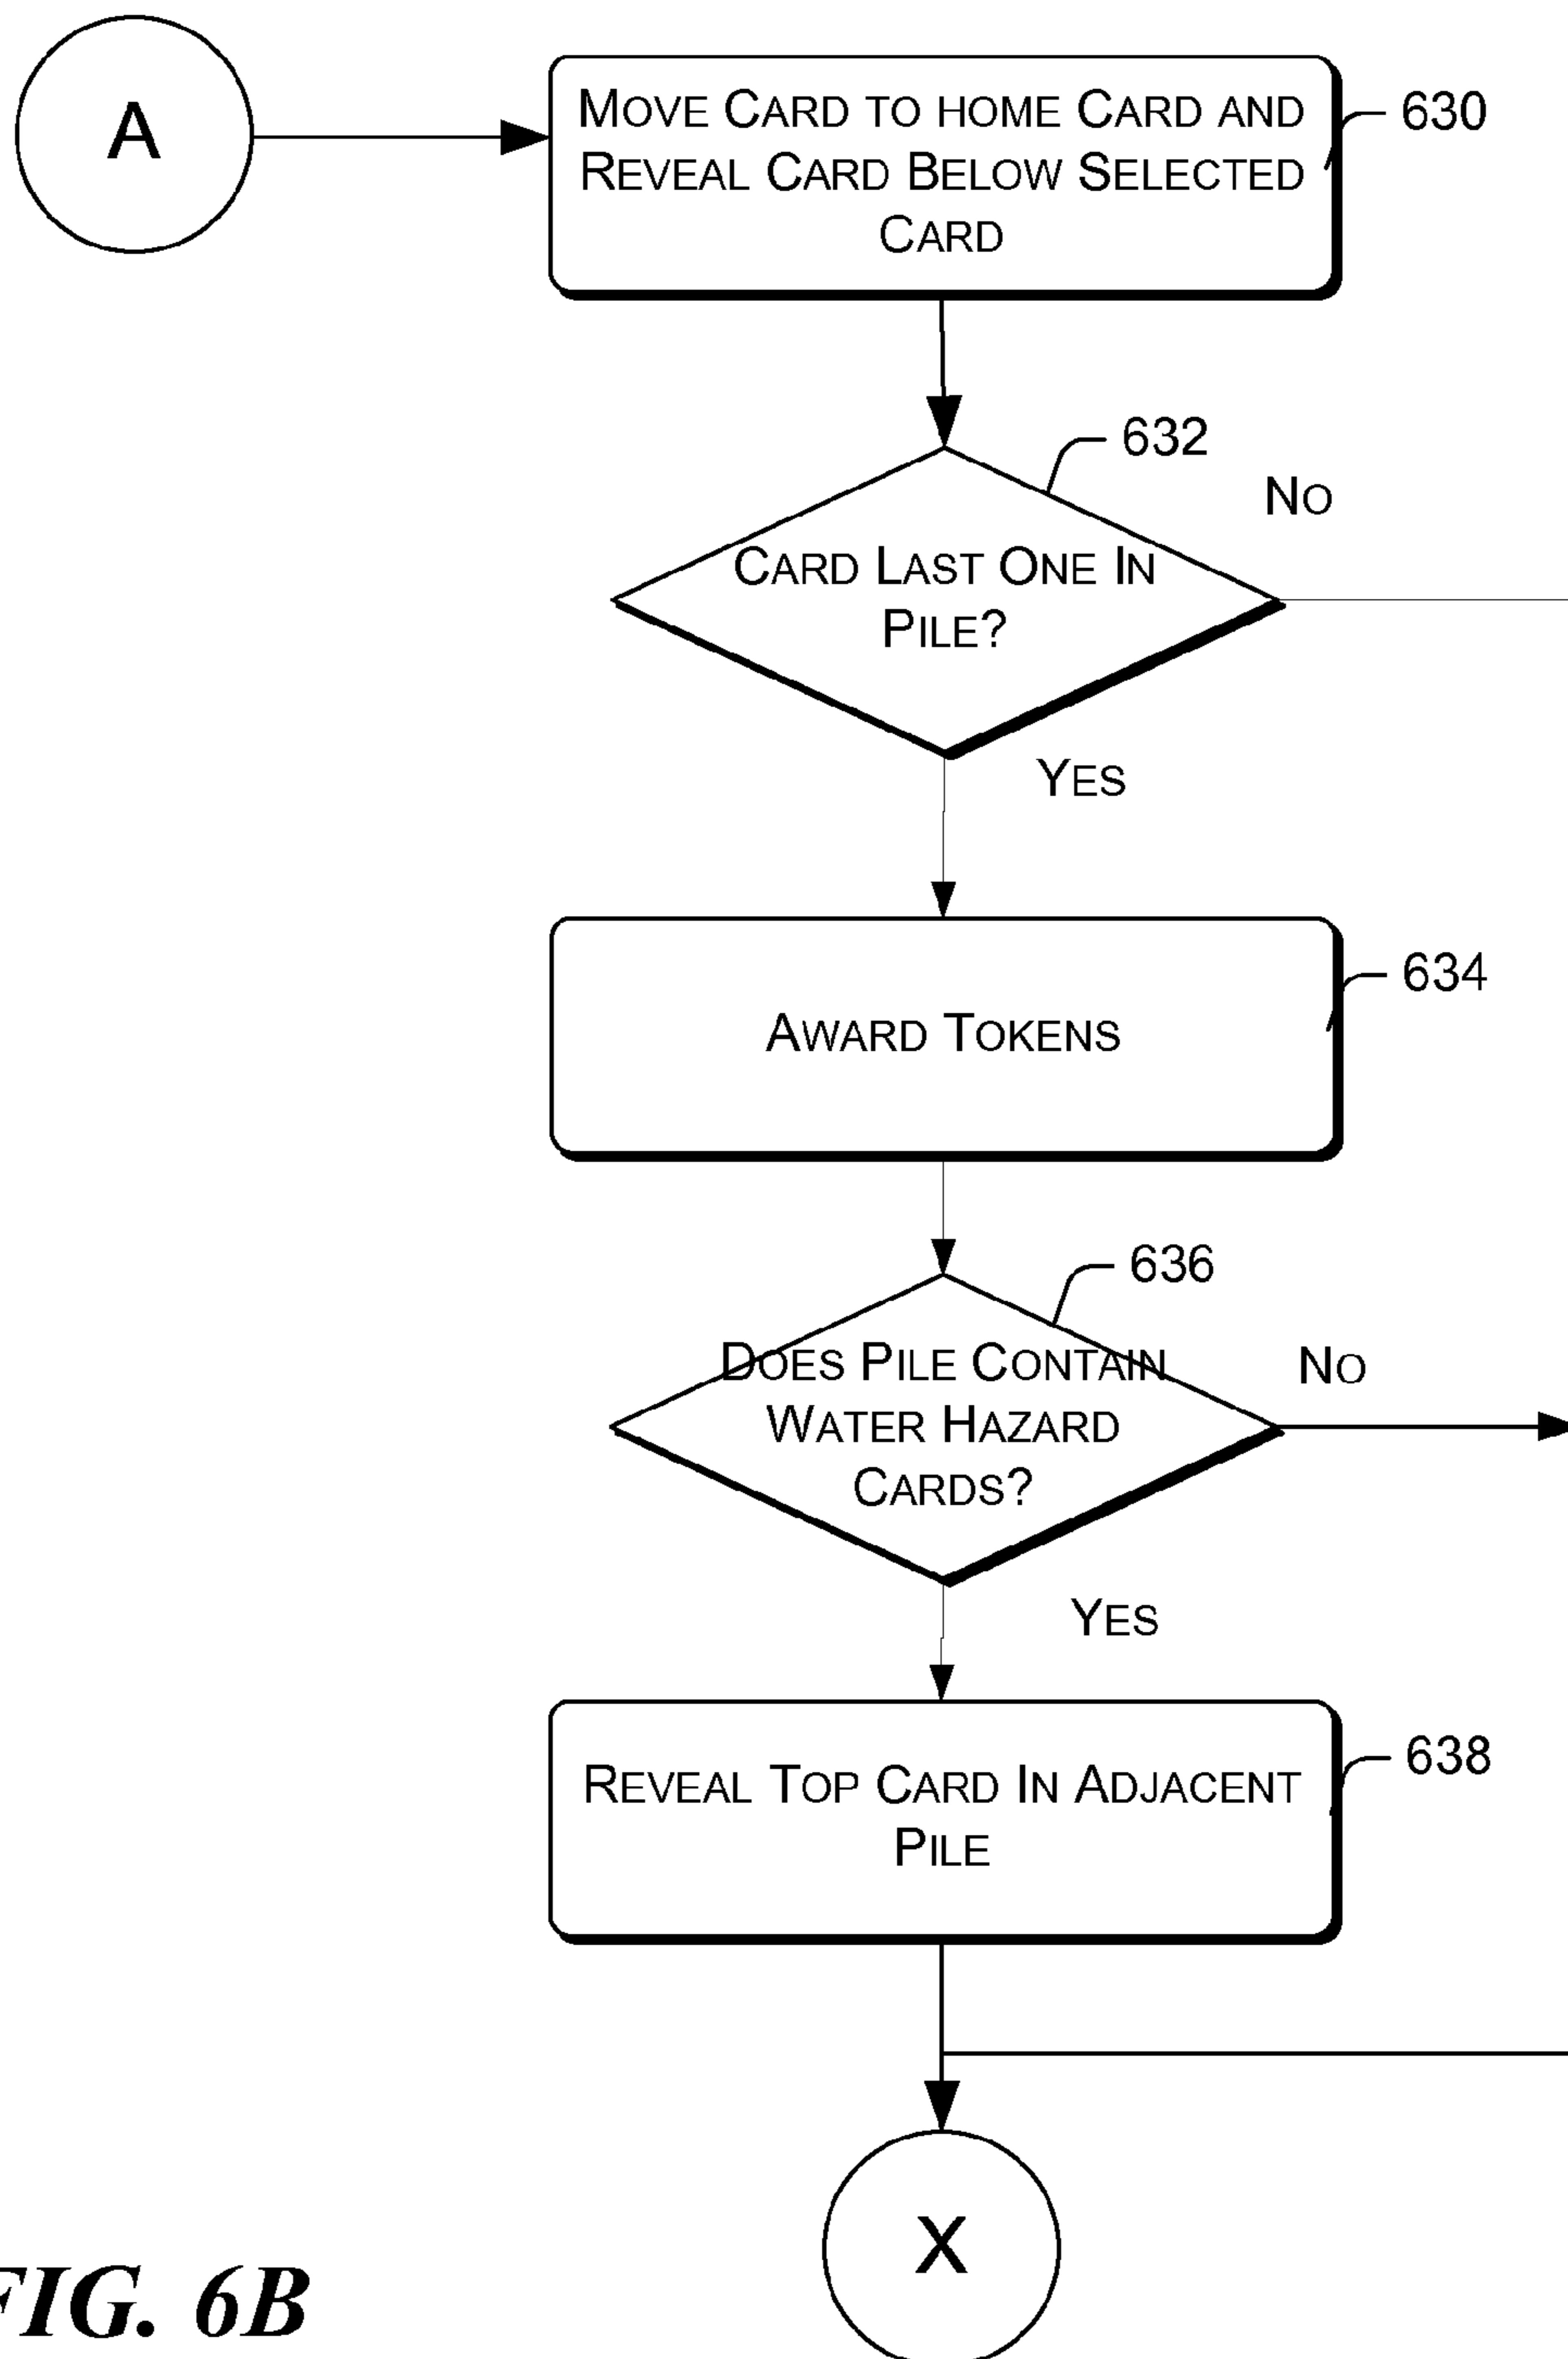 A
MOVE CARD TO HOME CARD AND
REVEAL CARD BELOW SELECTED
CARD
630
632
NO
CARD LAST ONE IN
PILE?
YES
634
AWARD TOKENS
636
DOES PILE CONTAIN
WATER HAZARD
CARDS?
NO
YES
638
REVEAL TOP CARD IN ADJACENT
PILE
X
FIG. 6B